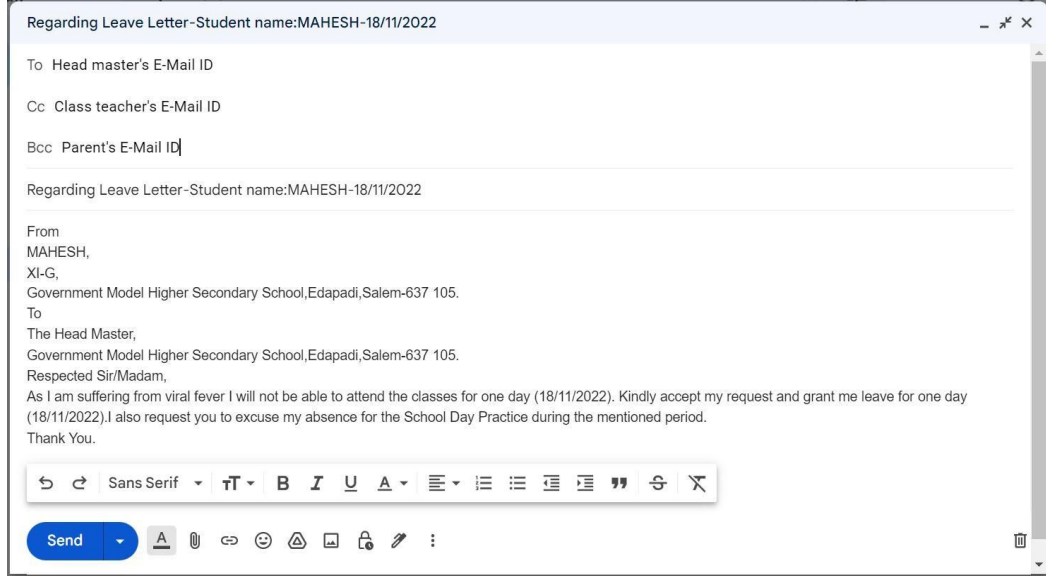 Regarding Leave Letter-Student name:MAHESH-18/11/2022
To Head master's E-Mail ID
Cc Class teacher's E-Mail ID
Bcc Parent's E-Mail ID
Regarding Leave Letter-Student name:MAHESH-18/11/2022
From
MAHESH,
XI-G,
Government Model Higher Secondary School,Edapadi,Salem-637 105.
To
The Head Master,
Government Model Higher Secondary School,Edapadi,Salem-637 105.
Respected Sir/Madam,
As I am suffering from viral fever I will not be able to attend the classes for one day (18/11/2022). Kindly accept my request and grant me leave for one day
(18/11/2022).I also request you to excuse my absence for the School Day Practice during the mentioned period.
Thank You.
Sans Serif
Send